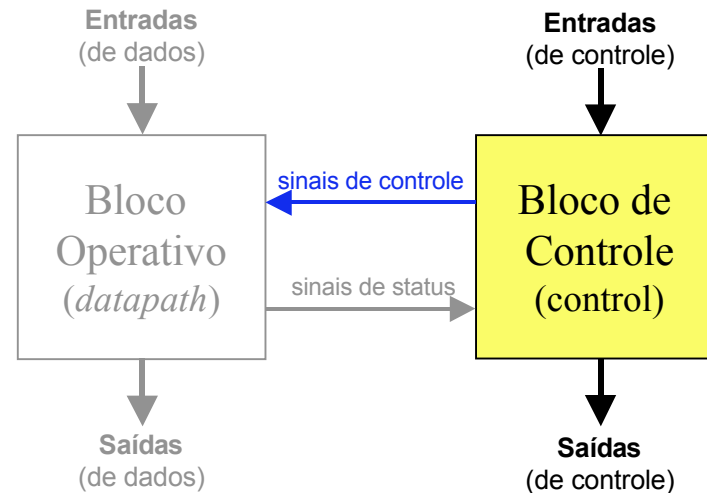 Entradas
(de dados)
Entradas
(de controle)
Bloco
Operativo
(datapath)
sinais de controle
sinais de status
Bloco de
Controle
(control)
Saídas
(de dados)
Saídas
(de controle)